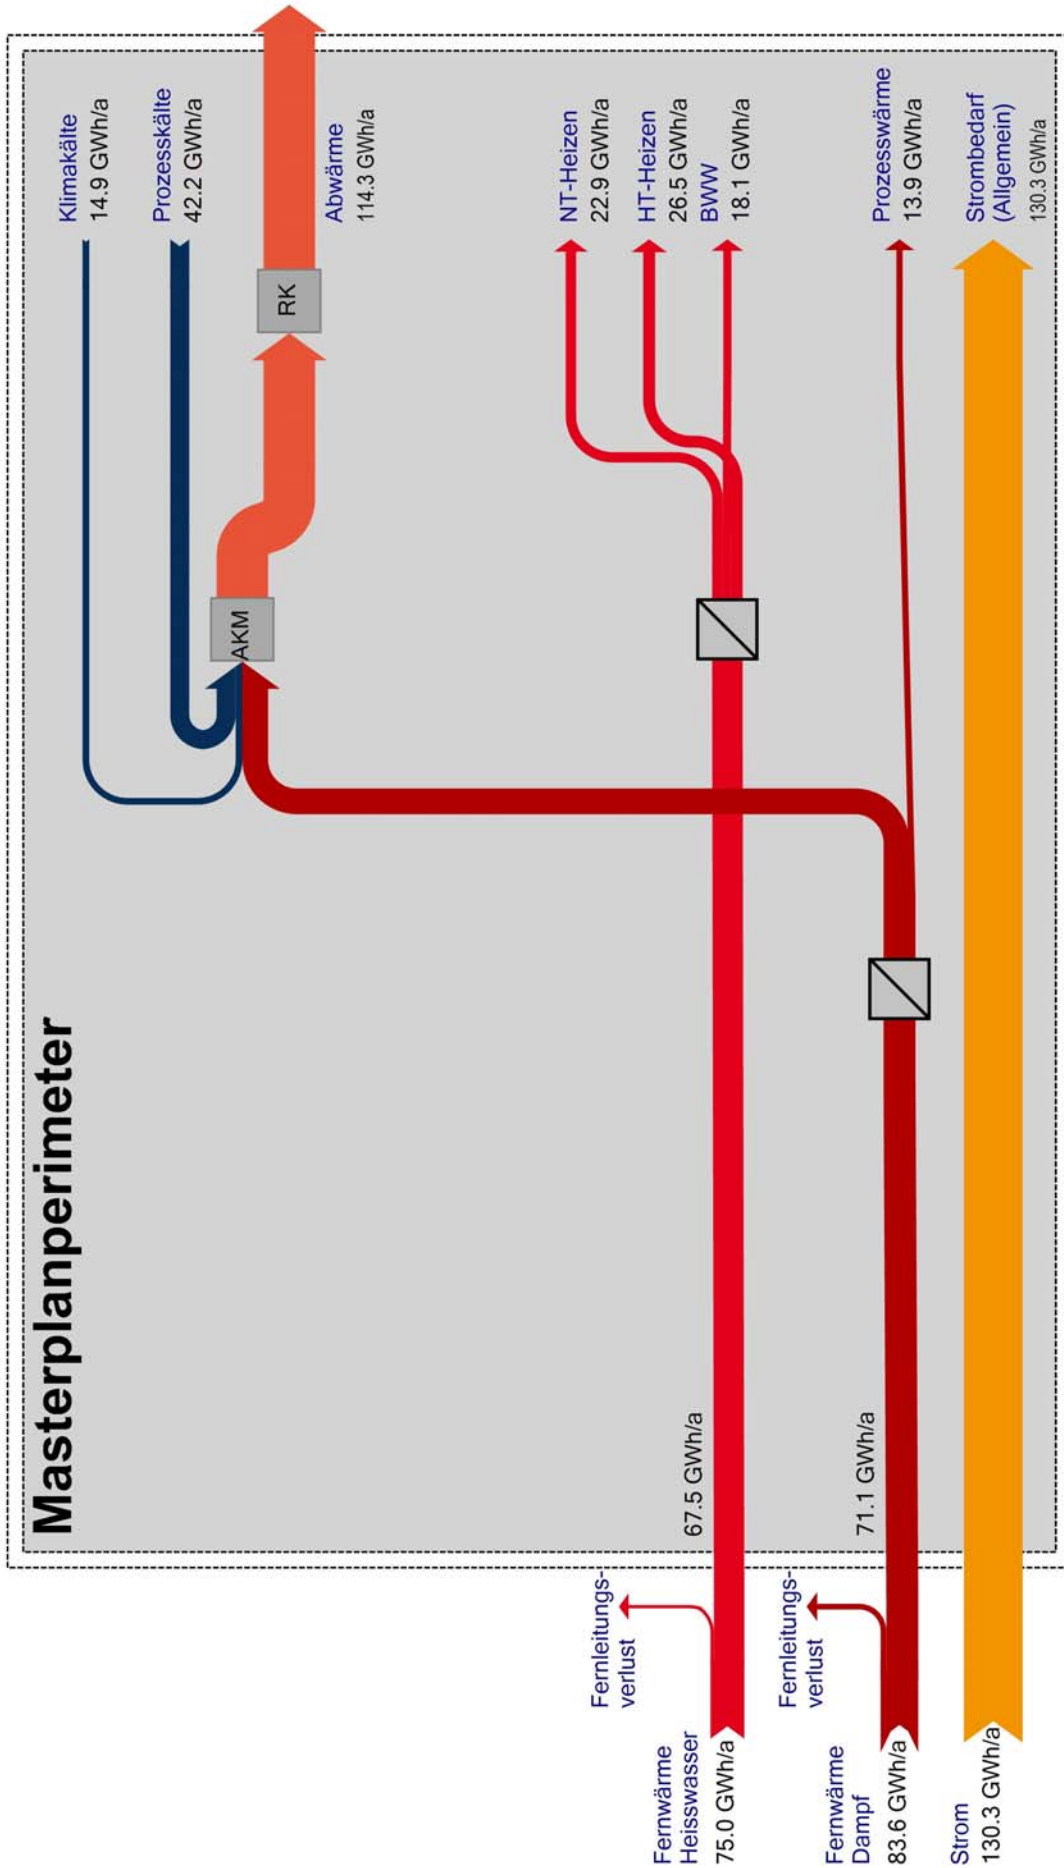 Masterplanperimeter
Klimakälte
14.9 GWh/a
Prozesskälte
42.2 GWh/a
AKM
RK
Abwärme
114.3 GWh/a
NT-Heizen
22.9 GWh/a
HT-Heizen
26.5 GWh/a
BWW
18.1 GWh/a
Prozesswärme
13.9 GWh/a
Strombedarf
(Allgemein)
130.3 GWh/a
67.5 GWh/a
71.1 GWh/a
Fernleitungs-
verlust
Fernwärme
Heisswasser
75.0 GWh/a
Fernleitungs-
verlust
Fernwärme
Dampf
83.6 GWh/a
Strom
130.3 GWh/a